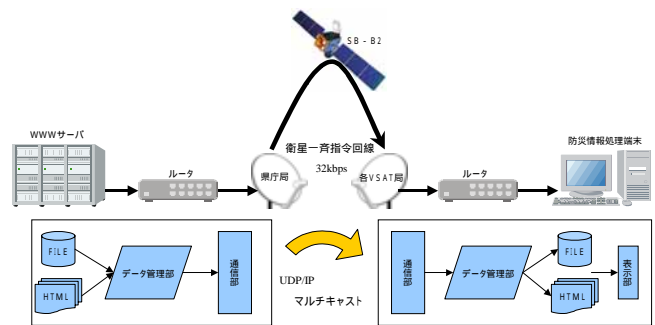 SB-B2
WWWサーバ
衛星一斉指令回線
32kbps
防災情報処理端末
ルータ
県庁局
各VSAT局
ルータ
FILE
HTML
データ管理部
通信部
UDP/IP
マルチキャスト
通信部
データ管理部
FILE
HTML
表示部